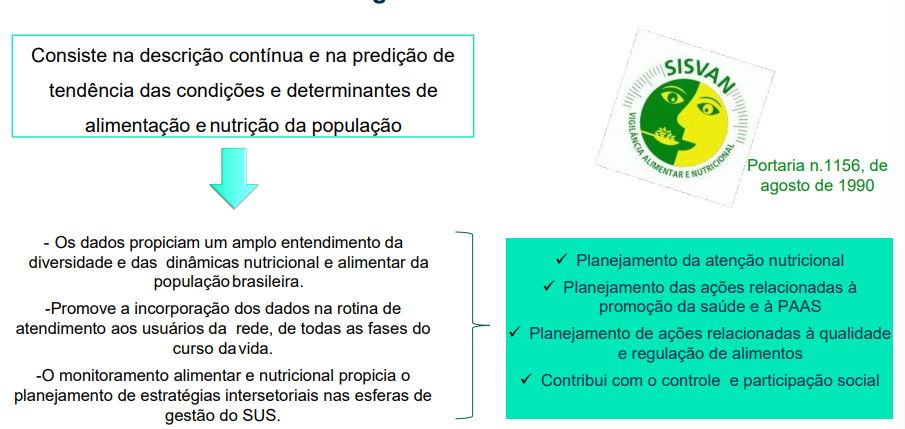 Consiste na descrição contínua e na predição de
tendência das condições e determinantes de
alimentação e nutrição da população
SISVAN
VIGILÂNCIA ALIMENTAR E NUTRICIONAL
Portaria n.1156, de
agosto de 1990
- Os dados propiciam um amplo entendimento da
diversidade e das dinâmicas nutricional e alimentar da
população brasileira.
-Promove a incorporação dos dados na rotina de
atendimento aos usuários da rede, de todas as fases do
curso da vida.
-O monitoramento alimentar e nutricional propicia o
planejamento de estratégias intersetoriais nas esferas de
gestão do SUS.
✓ Planejamento da atenção nutricional
✓ Planejamento das ações relacionadas à
promoção da saúde e à PAAS
✓ Planejamento de ações relacionadas à qualidade
e regulação de alimentos
✓ Contribui com o controle e participação social